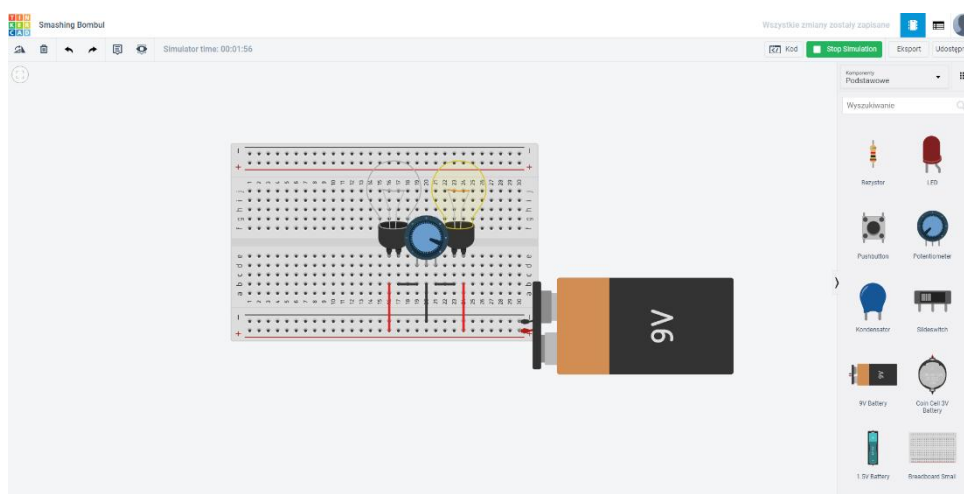 TIN
KER
CAD
Smashing Bombul
Wszystkie zmiany zostały zapisane
Simulator time: 00:01:56
Kod
Stop Simulation
Eksport
Udostępn
Komponenty
Podstawowe
Wyszukiwanie
Rezystor
LED
Pushbutton
Potentiometer
Kondensator
Slideswitch
9V Battery
Coin Cell 3V
Battery
1.5V Battery
Breadboard Small
9V